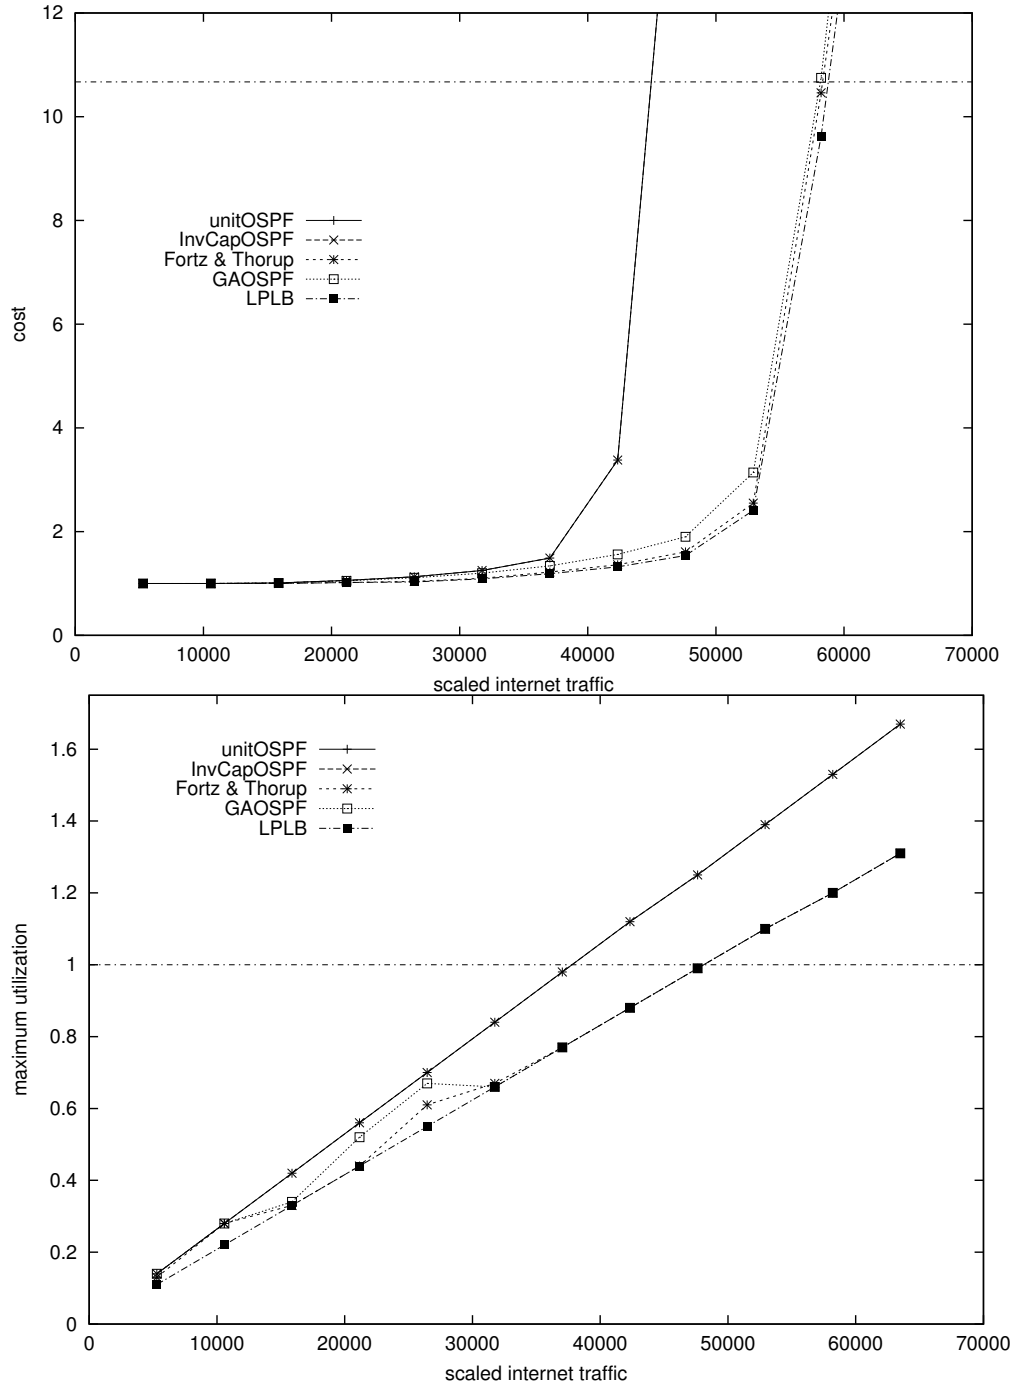 12
10
8
6
4
2
0
cost
unitOSPF
InvCapOSPF
Fortz & Thorup
GAOSPF
LPLB
0 10000 20000 30000 40000 50000 60000 70000
scaled internet traffic
1.6
1.4
1.2
1
0.8
0.6
0.4
0.2
0
maximum utilization
unitOSPF
InvCapOSPF
Fortz & Thorup
GAOSPF
LPLB
0 10000 20000 30000 40000 50000 60000 70000
scaled internet traffic